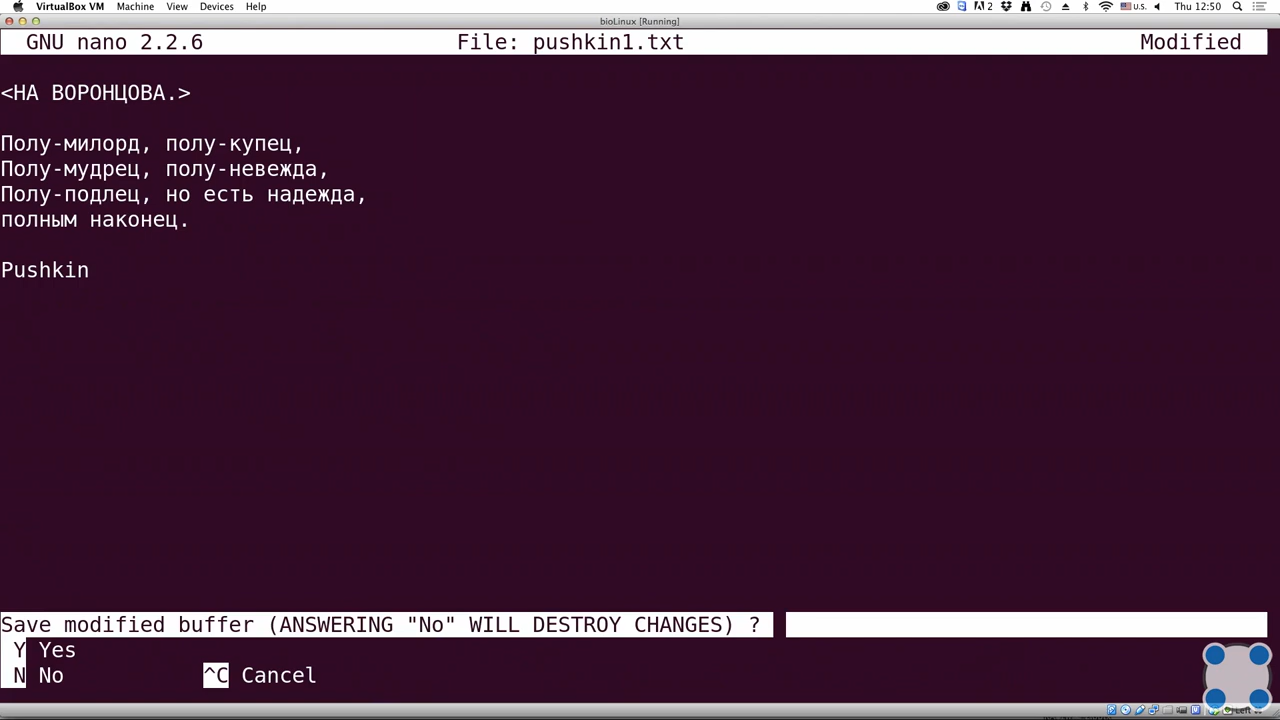 VirtualBox VM Machine View Devices Help 2 U.S. Thu 12:50
bioLinux [Running]
GNU nano 2.2.6 File: pushkin1.txt Modified
<НА ВОРОНЦОВА.>
Полу-милорд, полу-купец,
Полу-мудрец, полу-невежда,
Полу-подлец, но есть надежда,
полным наконец.
Pushkin
Save modified buffer (ANSWERING "No" WILL DESTROY CHANGES) ?
Y Yes
N No ^C Cancel
Left